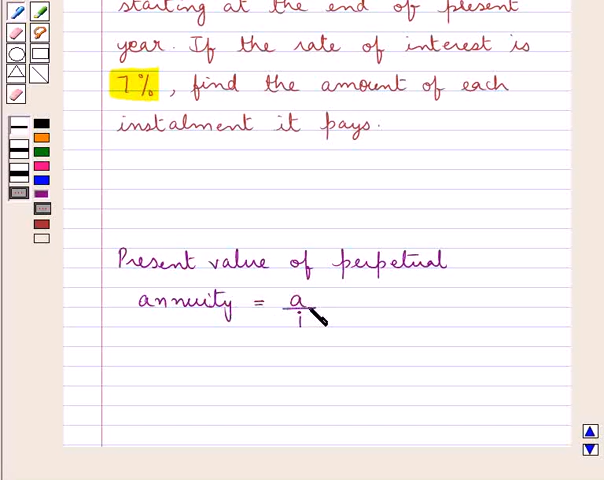 starting at the end of present
year. If the rate of interest is
7%, find the amount of each
instalment it pays.
Present value of perpetual
annuity = a
i